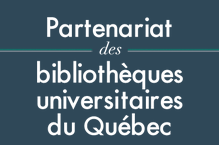 Partenariat
des
bibliothèques
universitaires
du Québec